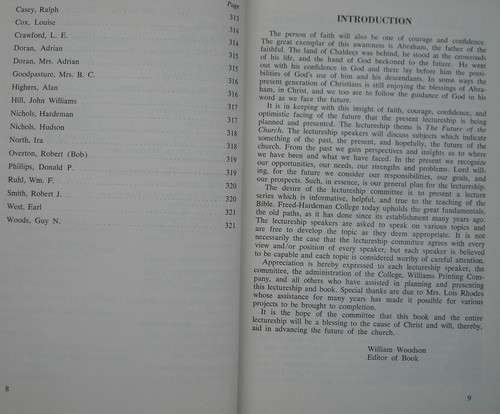 Page
Casey, Ralph 313
Cox, Louise 313
Crawford, L. E. 314
Doran, Adrian 314
Doran, Mrs. Adrian 315
Goodpasture, Mrs. B. C. 315
Highers, Alan 316
Hill, John Williams 316
Nichols, Hardeman 317
Nichols, Hudson 317
North, Ira 318
Overton, Robert (Bob) 318
Phillips, Donald P. 319
Ruhl, Wm. F. 319
Smith, Robert J. 320
West, Earl 320
Woods, Guy N. 321
321
8
INTRODUCTION
The person of faith will also be one of courage and confidence.
The great exemplar of this awareness is Abraham, the father of the
faithful. The land of Chaldees was behind, he stood at the crossroads
of his life, and the hand of God beckoned to the future. He went
out with his confidence in God and there lay before him the possi-
bilities of God's use of him and his descendants. In some ways the
present generation of Christians is still enjoying the blessings of Abra-
ham, in Christ, and we too are to follow the guidance of God in his
word as we face the future.
It is in keeping with this insight of faith, courage, confidence, and
optimistic facing of the future that the present lectureship is being
planned and presented. The lectureship theme is The Future of the
Church. The lectureship speakers will discuss subjects which indicate
something of the past, the present, and hopefully, the future of the
church. From the past we gain perspectives and insights as to where
we have been and what we have faced. In the present we recognize
our opportunities, our needs, our strengths and problems. Lord will-
ing, for the future we consider our responsibilities, our goals, and
our prospects. Such, in essence, is our general plan for the lectureship.
The desire of the lectureship committee is to present a lecture
series which is informative, helpful, and true to the teaching of the
Bible. Freed-Hardeman College today upholds the great fundamentals,
the old paths, as it has done since its establishment many years ago.
The lectureship speakers are asked to speak on various topics and
are free to develop the topic as they deem appropriate. It is not
necessarily the case that the lectureship committee agrees with every
view and/or position of every speaker, but each speaker is believed
to be capable and each topic is considered worthy of careful attention.
Appreciation is hereby expressed to each lectureship speaker, the
committee, the administration of the College, Williams Printing Com-
pany, and all others who have assisted in planning and presenting
this lectureship and book. Special thanks are due to Mrs. Lois Rhodes
whose assistance for many years has made it possible for various
projects to be brought to completion.
It is the hope of the committee that this book and the entire
lectureship will be a blessing to the cause of Christ and will, thereby,
aid in advancing the future of the church.
William Woodson
Editor of Book
9